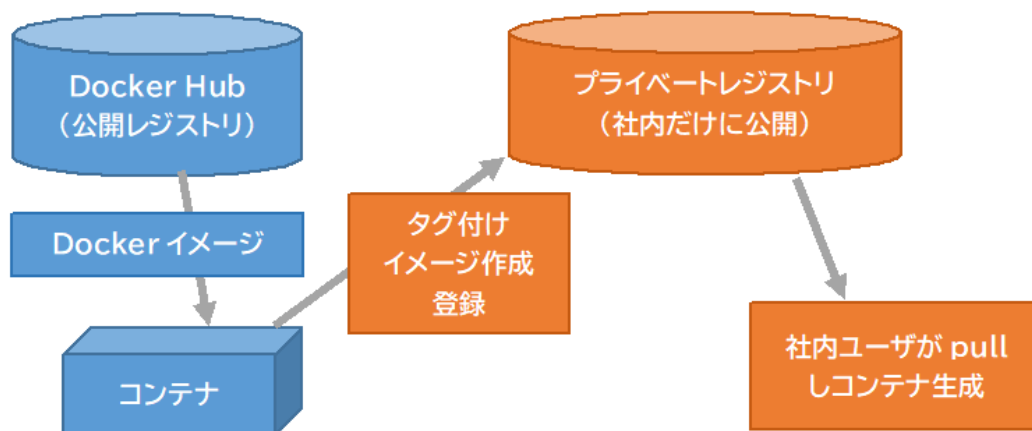 Docker Hub
（公開レジストリ）
プライベートレジストリ
（社内だけに公開）
Docker イメージ
タグ付け
イメージ作成
登録
コンテナ
社内ユーザが pull
しコンテナ生成